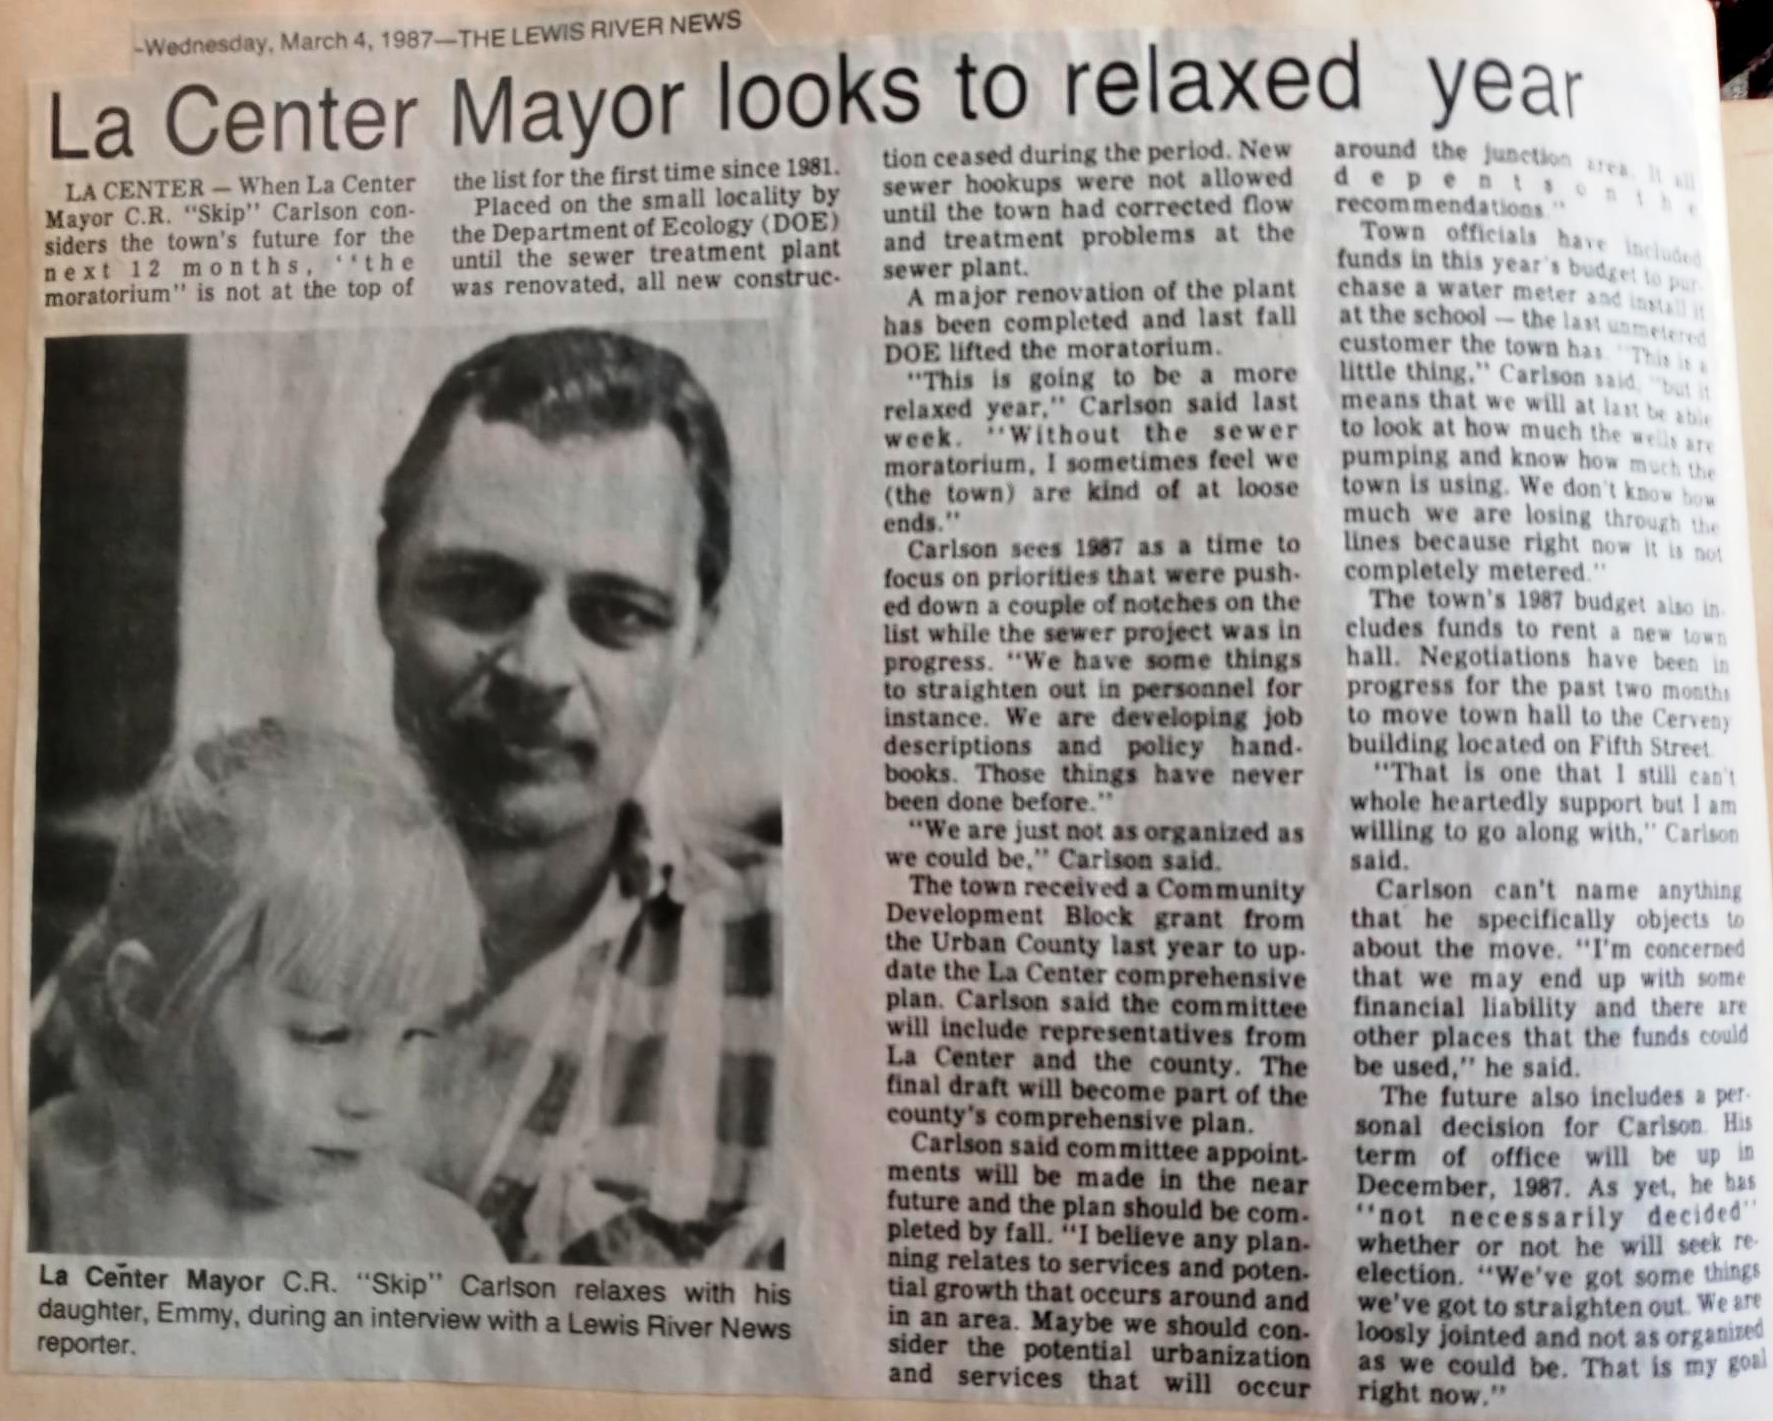 -Wednesday, March 4, 1987—THE LEWIS RIVER NEWS
La Center Mayor looks to relaxed year
LA CENTER — When La Center
Mayor C.R. "Skip" Carlson con-
siders the town's future for the
next 12 months, "the
moratorium" is not at the top of
the list for the first time since 1981.
Placed on the small locality by
the Department of Ecology (DOE)
until the sewer treatment plant
was renovated, all new construc-
tion ceased during the period. New
sewer hookups were not allowed
until the town had corrected flow
and treatment problems at the
sewer plant.
A major renovation of the plant
has been completed and last fall
DOE lifted the moratorium.
"This is going to be a more
relaxed year," Carlson said last
week. "Without the sewer
moratorium, I sometimes feel we
(the town) are kind of at loose
ends."
Carlson sees 1987 as a time to
focus on priorities that were push-
ed down a couple of notches on the
list while the sewer project was in
progress. "We have some things
to straighten out in personnel for
instance. We are developing job
descriptions and policy hand-
books. Those things have never
been done before."
"We are just not as organized as
we could be," Carlson said.
The town received a Community
Development Block grant from
the Urban County last year to up-
date the La Center comprehensive
plan. Carlson said the committee
will include representatives from
La Center and the county. The
final draft will become part of the
county's comprehensive plan.
Carlson said committee appoint-
ments will be made in the near
future and the plan should be com-
pleted by fall. "I believe any plan-
ning relates to services and poten-
tial growth that occurs around and
in an area. Maybe we should con-
sider the potential urbanization
and services that will occur
around the junction area. It all
depents on the
recommendations."
Town officials have included
funds in this year's budget to pur-
chase a water meter and install it
at the school — the last unmetered
customer the town has. "This is a
little thing," Carlson said, "but it
means that we will at last be able
to look at how much the wells are
pumping and know how much the
town is using. We don't know how
much we are losing through the
lines because right now it is not
completely metered."
The town's 1987 budget also in-
cludes funds to rent a new town
hall. Negotiations have been in
progress for the past two months
to move town hall to the Cerveny
building located on Fifth Street.
"That is one that I still can't
whole heartedly support but I am
willing to go along with," Carlson
said.
Carlson can't name anything
that he specifically objects to
about the move. "I'm concerned
that we may end up with some
financial liability and there are
other places that the funds could
be used," he said.
The future also includes a per-
sonal decision for Carlson. His
term of office will be up in
December, 1987. As yet, he has
"not necessarily decided"
whether or not he will seek re-
election. "We've got some things
we've got to straighten out. We are
loosly jointed and not as organized
as we could be. That is my goal
right now."
La Center Mayor C.R. "Skip" Carlson relaxes with his
daughter, Emmy, during an interview with a Lewis River News
reporter.